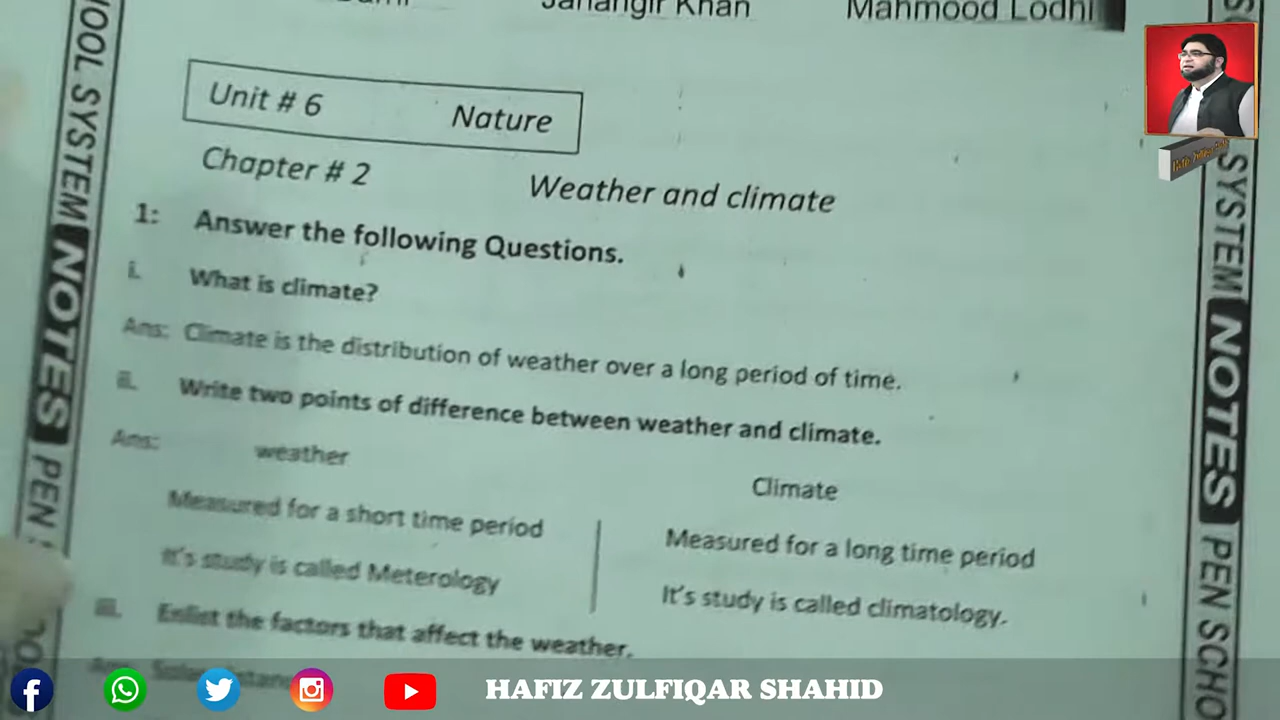 Jahangir Khan Mahmood Lodhi
Unit # 6 Nature
Chapter # 2 Weather and climate
1: Answer the following Questions.
i. What is climate?
Ans: Climate is the distribution of weather over a long period of time.
ii. Write two points of difference between weather and climate.
Ans: weather Climate
Measured for a short time period Measured for a long time period
It's study is called Meterology It's study is called climatology.
iii. Enlist the factors that affect the weather.
HAFIZ ZULFIQAR SHAHID
SYSTEM NOTES PEN
SYSTEM NOTES PEN